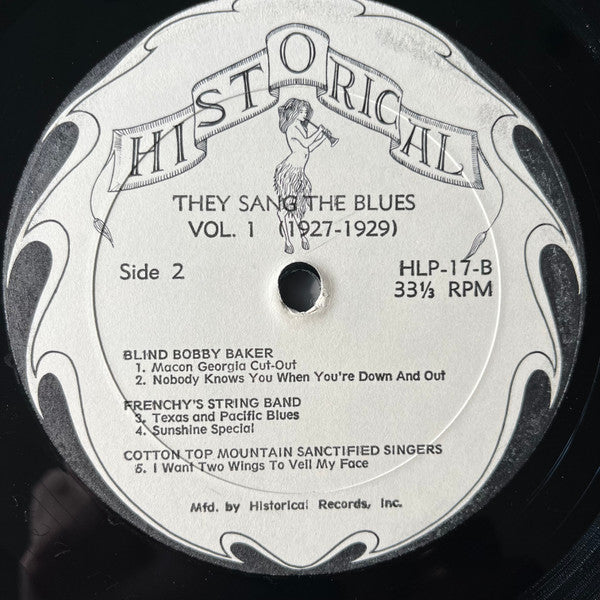 HISTORICAL
THEY SANG THE BLUES
VOL. 1 (1927-1929)
Side 2
HLP-17-B
33⅓ RPM
BLIND BOBBY BAKER
1. Macon Georgia Cut-Out
2. Nobody Knows You When You're Down And Out
FRENCHY'S STRING BAND
3. Texas and Pacific Blues
4. Sunshine Special
COTTON TOP MOUNTAIN SANCTIFIED SINGERS
5. I Want Two Wings To Veil My Face
Mfd. by Historical Records, Inc.